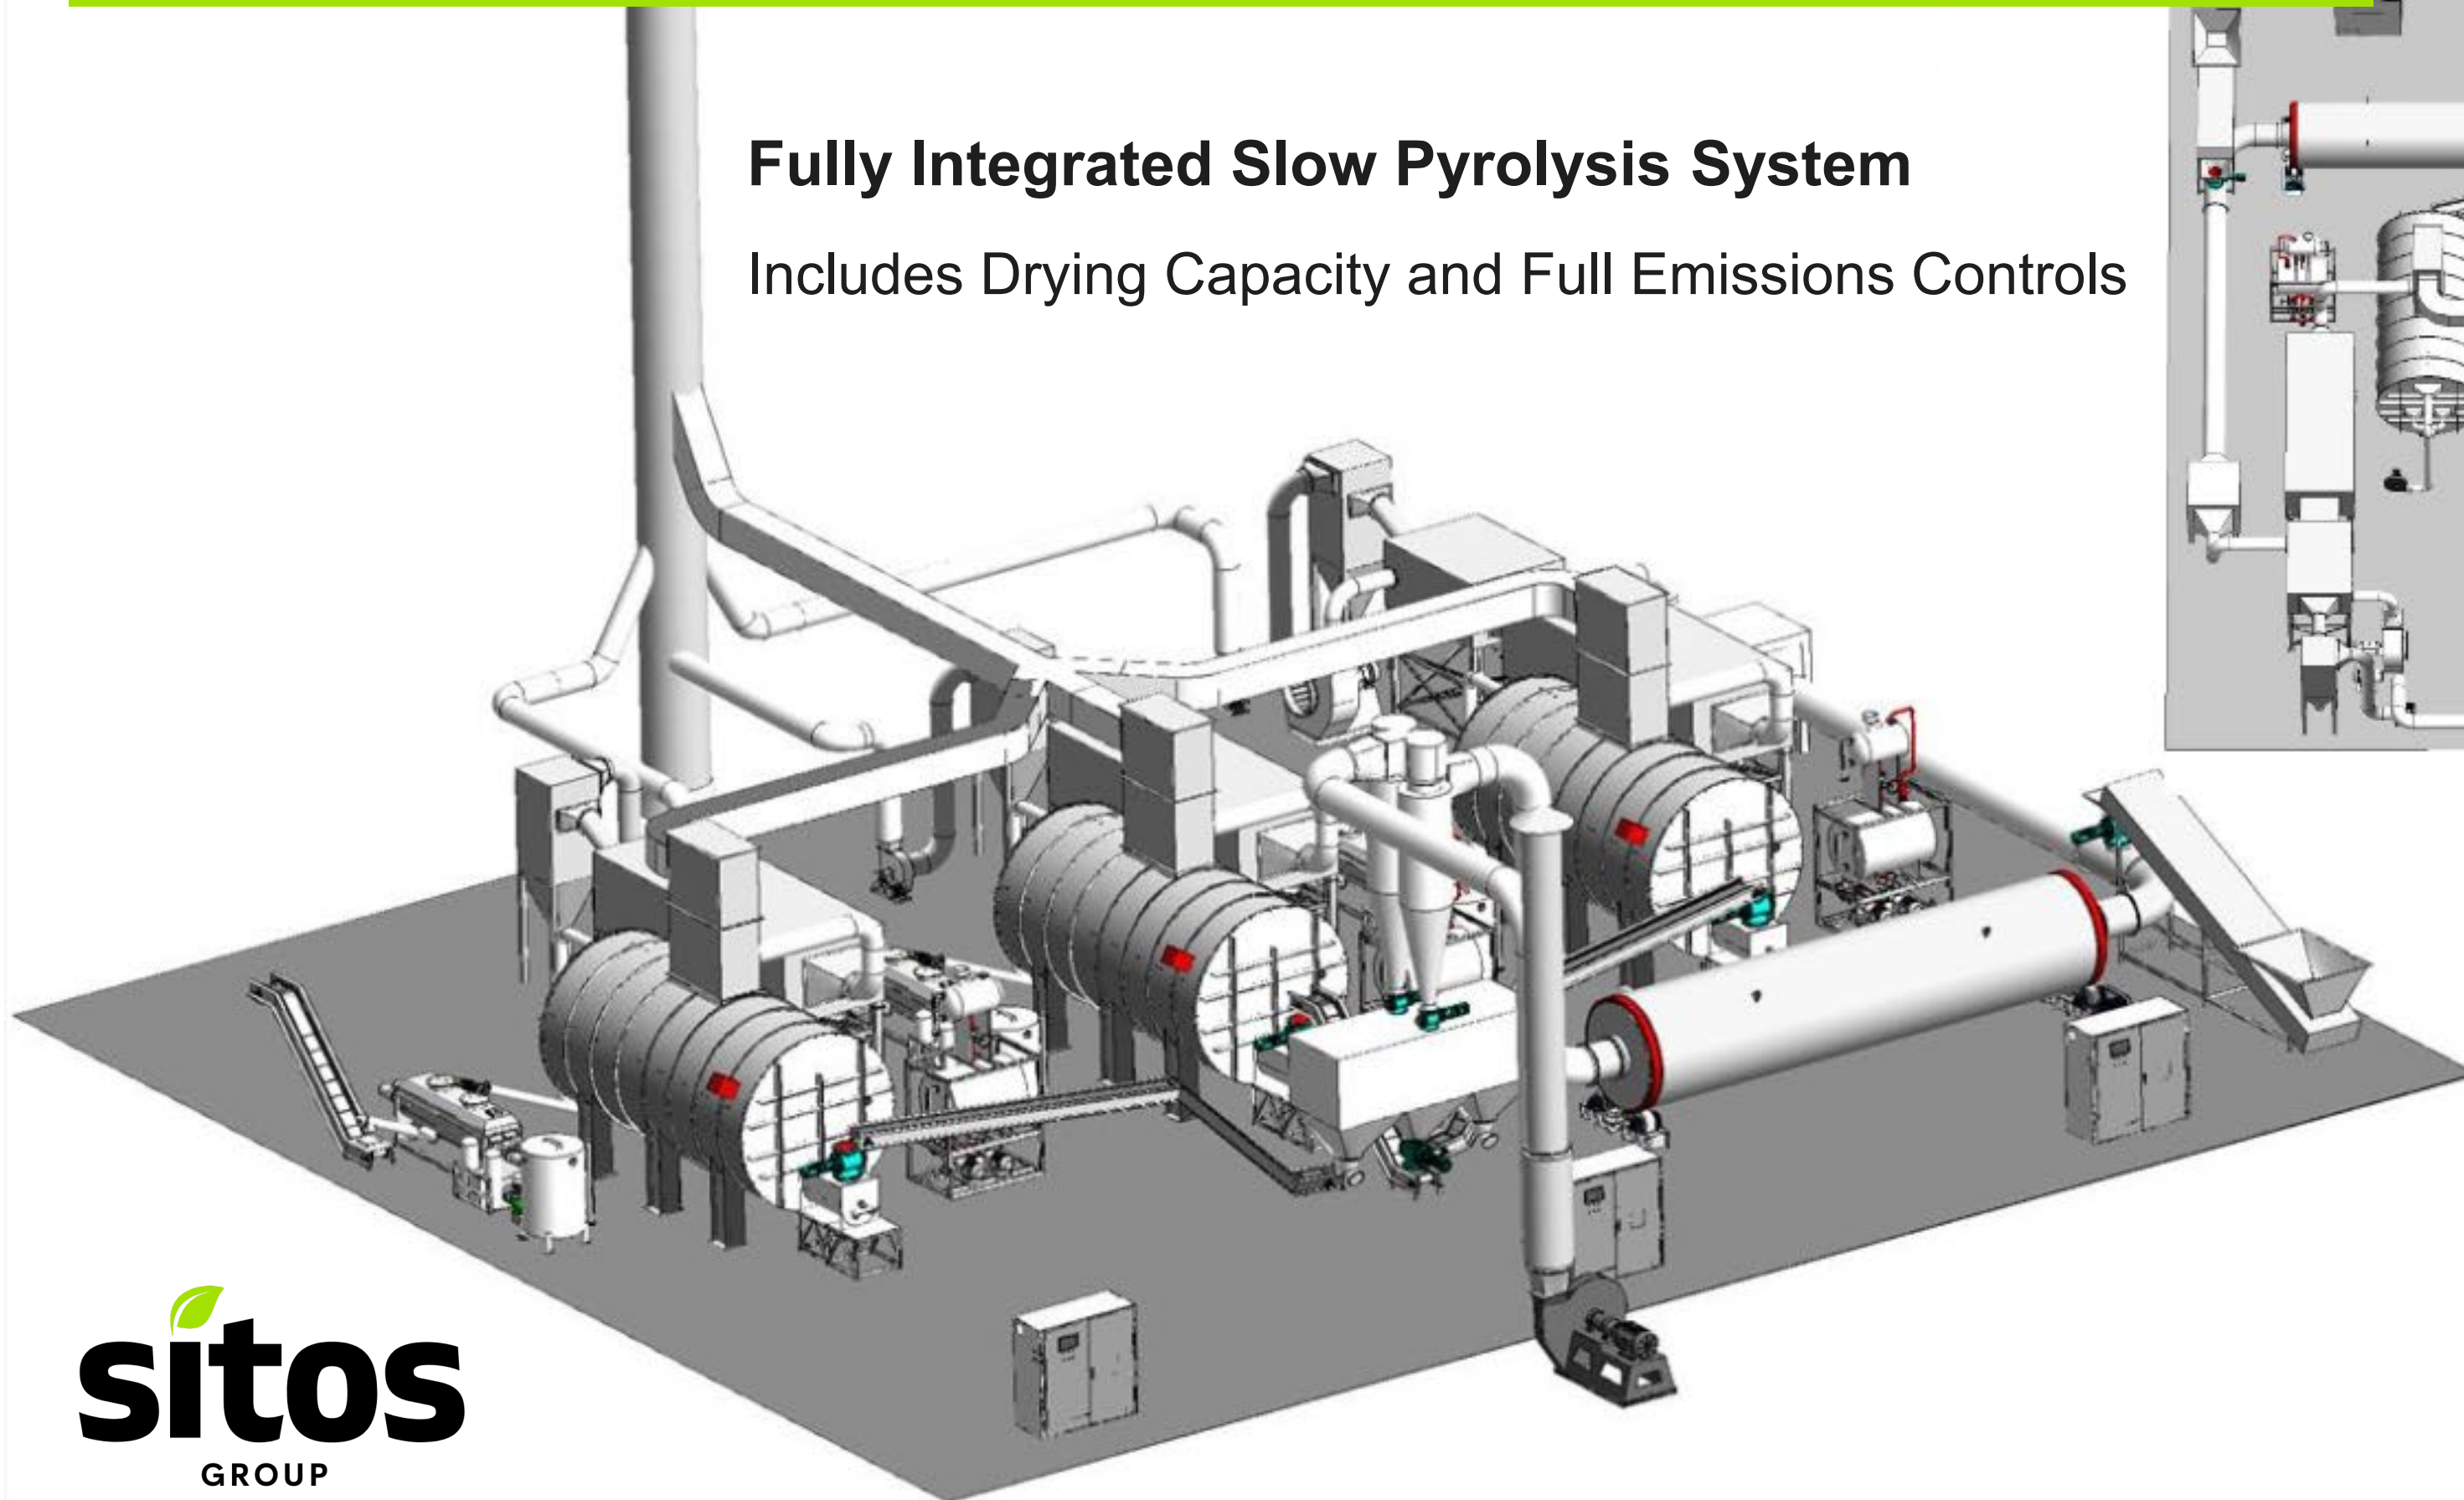 Fully Integrated Slow Pyrolysis System
Includes Drying Capacity and Full Emissions Controls
sitos
GROUP